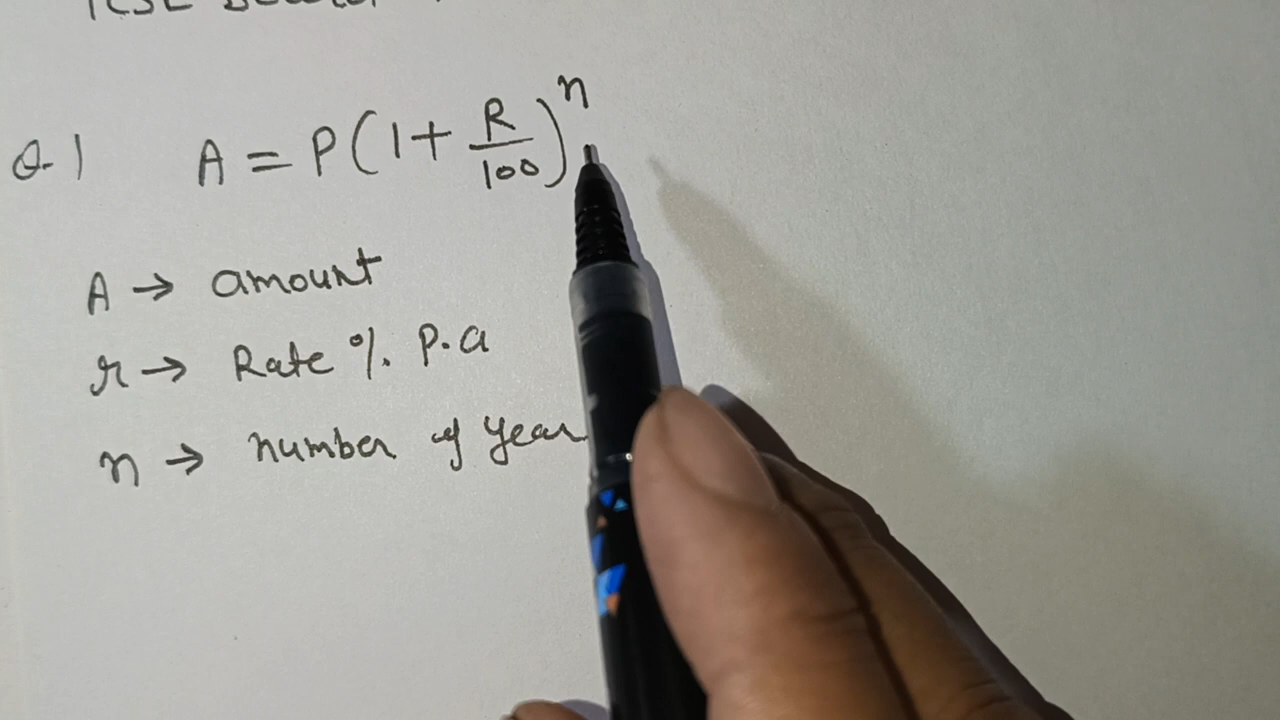 Q.1 A = P(1 + R/100)^n
A → amount
r → Rate % P.a
n → number of year